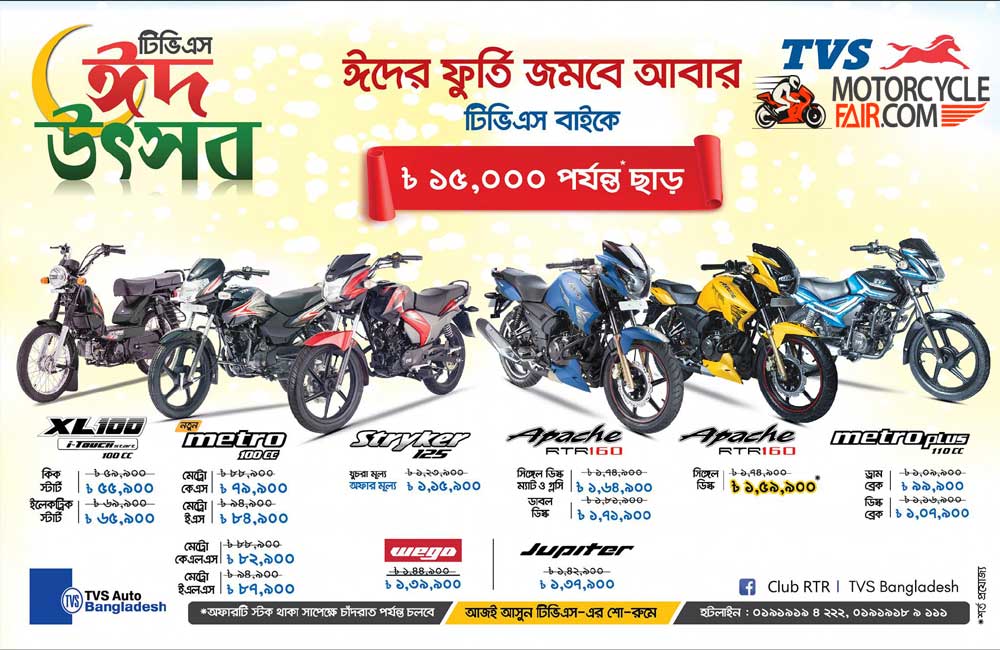 টিভিএস
ঈদ
উৎসব
ঈদের ফুর্তি জমবে আবার
টিভিএস বাইকে
৳ ১৫,০০০ পর্যন্ত* ছাড়
TVS
MOTORCYCLE
FAIR.COM
XL100
i-TOUCH start
100 CC
কিক স্টার্ট
৳ ৫৯,৯০০
৳ ৫৫,৯০০
ইলেকট্রিক স্টার্ট
৳ ৬৯,৯০০
৳ ৬৫,৯০০
নতুন
metro
100 CC
মেট্রো কেএস
৳ ৮৮,৯০০
৳ ৭৯,৯০০
মেট্রো ইএস
৳ ৯৪,৯০০
৳ ৮৪,৯০০
মেট্রো কেএলএস
৳ ৮৮,৯০০
৳ ৮২,৯০০
মেট্রো ইএলএস
৳ ৯৪,৯০০
৳ ৮৭,৯০০
Stryker
125
খুচরা মূল্য ৳ ১,২৩,৯০০
অফার মূল্য ৳ ১,১৫,৯০০
Apache
RTR160
সিঙ্গেল ডিস্ক ম্যাট ও গ্লসি
৳ ১,৭৪,৯০০
৳ ১,৬৪,৯০০
ডাবল ডিস্ক
৳ ১,৮১,৯০০
৳ ১,৭১,৯০০
Apache
RTR160
সিঙ্গেল ডিস্ক
৳ ১,৭৪,৯০০
৳ ১,৫৯,৯০০*
metro plus
110 CC
ড্রাম ব্রেক
৳ ১,০৯,৯০০
৳ ৯৯,৯০০
ডিস্ক ব্রেক
৳ ১,১৬,৯০০
৳ ১,০৭,৯০০
wego
৳ ১,৪৪,৯০০
৳ ১,৩৯,৯০০
Jupiter
৳ ১,৪২,৯০০
৳ ১,৩৭,৯০০
TVS
TVS Auto
Bangladesh
Club RTR | TVS Bangladesh
*অফারটি স্টক থাকা সাপেক্ষে চাঁদরাত পর্যন্ত চলবে
আজই আসুন টিভিএস-এর শো-রুমে
হটলাইন : ০১৯১৯১৯ ৪ ২২২, ০১৯১৯১৮ ৯ ১১১
*শর্ত প্রযোজ্য